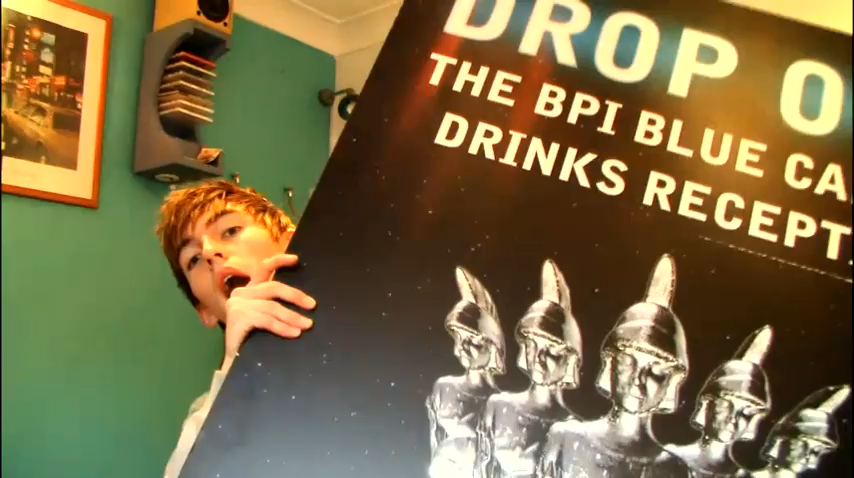 DROP O
THE BPI BLUE CA
DRINKS RECEPT